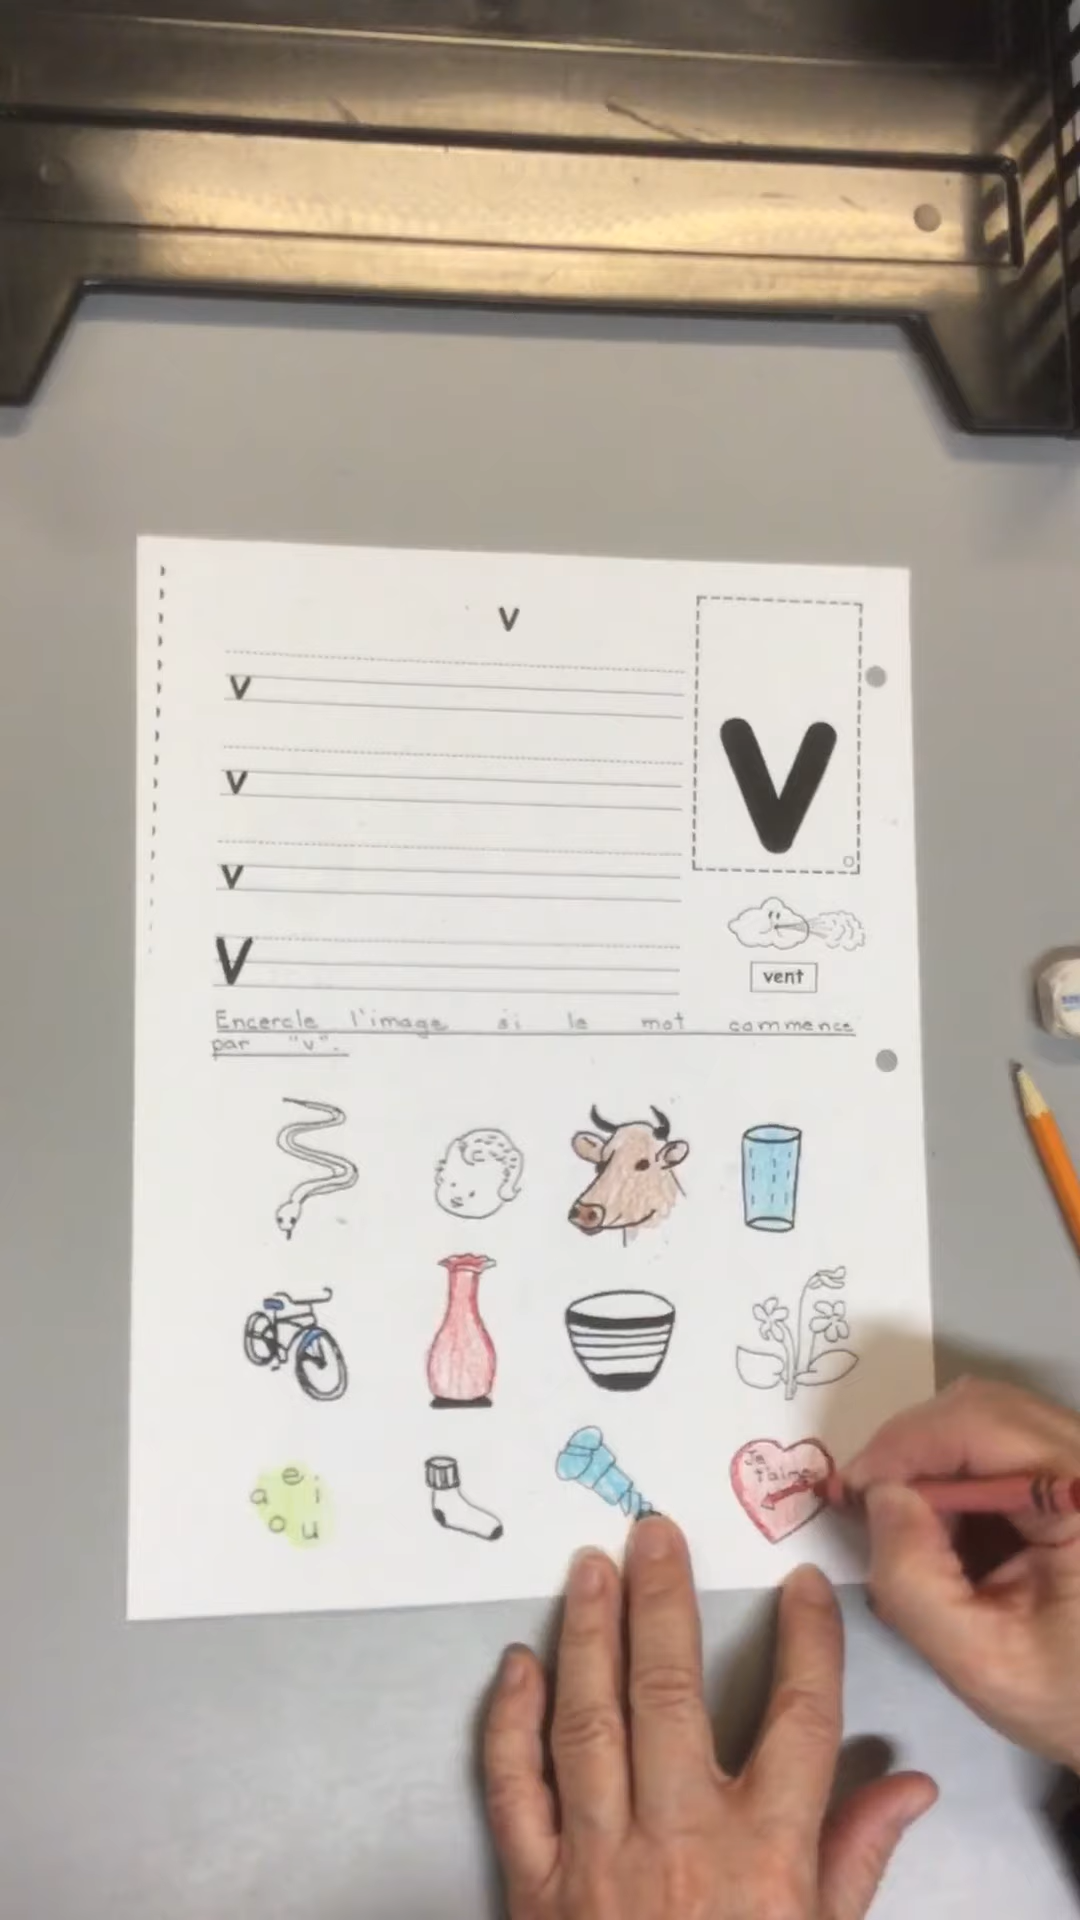 v
v
v
v
v
v
vent
Encercle l'image si le mot commence
par "v".
e i
a
o u
Je
t'aime